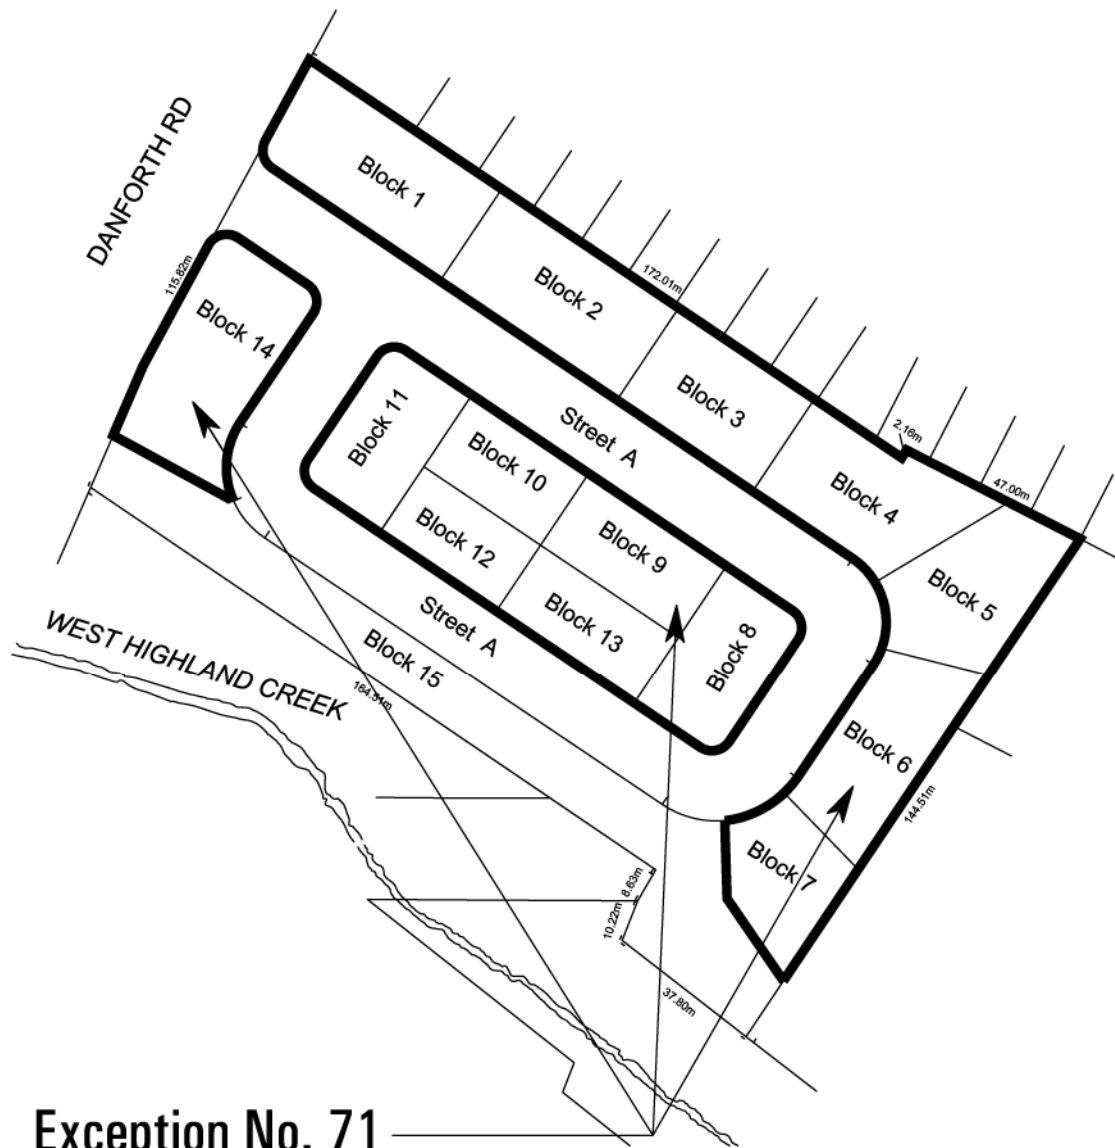 DANFORTH RD
115.82m
Block 1
Block 2
172.01m
Block 3
Block 14
Block 11
Street A
2.16m
Block 10
Block 4
47.00m
Block 12
Block 9
Block 5
Block 13
Block 8
Street A
Block 15
WEST HIGHLAND CREEK
164.51m
Block 6
144.51m
Block 7
8.63m
10.22m
37.80m
Exception No. 71